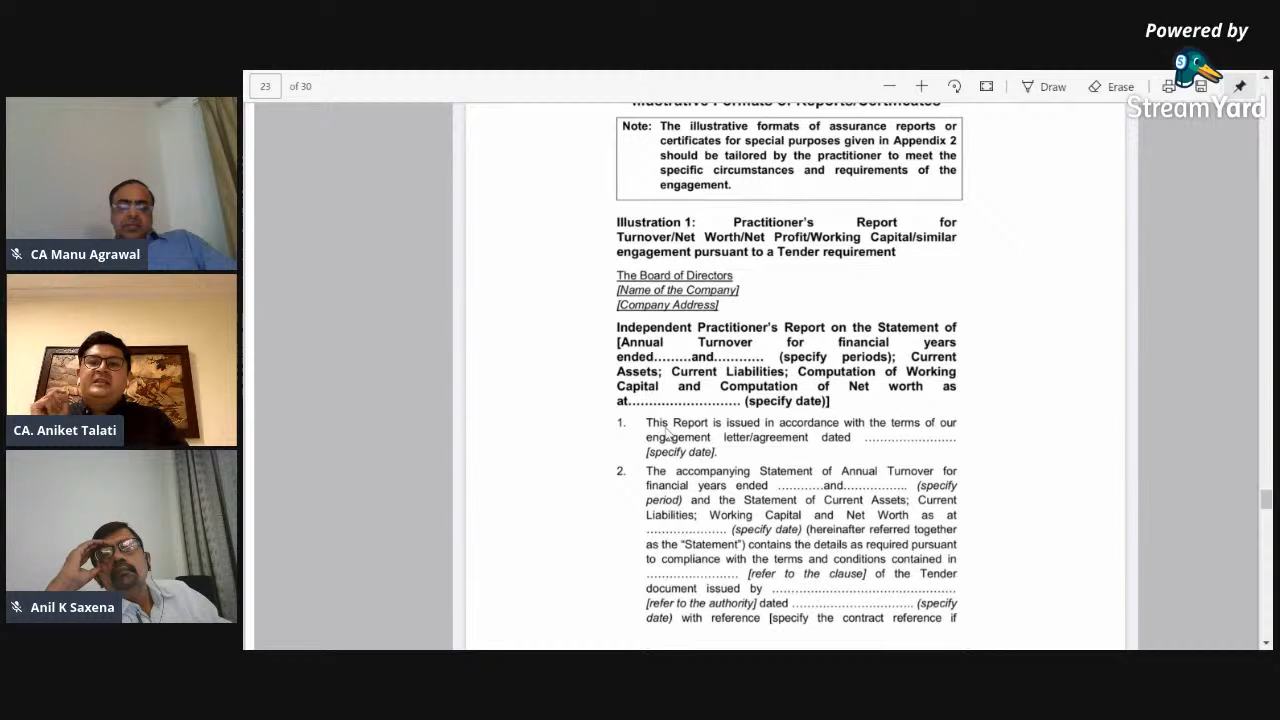 Powered by
StreamYard
23 of 30
Draw
Erase
Illustrative Formats of Reports/Certificates
Note: The illustrative formats of assurance reports or
certificates for special purposes given in Appendix 2
should be tailored by the practitioner to meet the
specific circumstances and requirements of the
engagement.
Illustration 1: Practitioner's Report for
Turnover/Net Worth/Net Profit/Working Capital/similar
engagement pursuant to a Tender requirement
The Board of Directors
[Name of the Company]
[Company Address]
Independent Practitioner's Report on the Statement of
[Annual Turnover for financial years
ended.........and............ (specify periods); Current
Assets; Current Liabilities; Computation of Working
Capital and Computation of Net worth as
at.......................... (specify date)]
1. This Report is issued in accordance with the terms of our
engagement letter/agreement dated ........................
[specify date].
2. The accompanying Statement of Annual Turnover for
financial years ended ............and................ (specify
period) and the Statement of Current Assets; Current
Liabilities; Working Capital and Net Worth as at
..................... (specify date) (hereinafter referred together
as the "Statement") contains the details as required pursuant
to compliance with the terms and conditions contained in
........................ [refer to the clause] of the Tender
document issued by ................................................
[refer to the authority] dated ................................ (specify
date) with reference [specify the contract reference if
CA Manu Agrawal
CA. Aniket Talati
Anil K Saxena